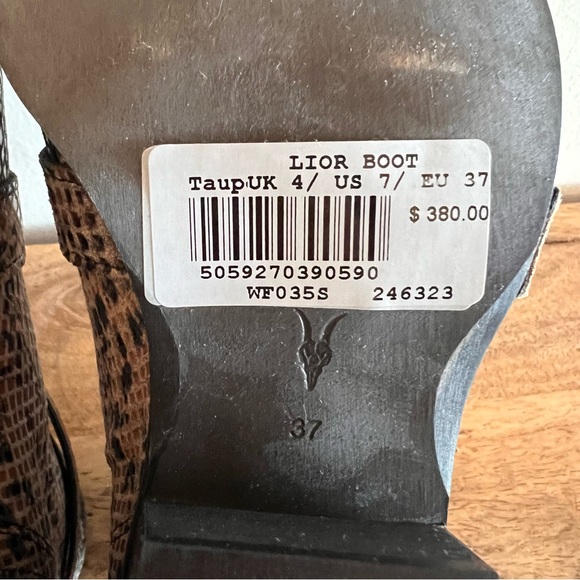 LIOR BOOT
TaupUK 4/ US 7/ EU 37
$ 380.00
5059270390590
WF035S 246323
37